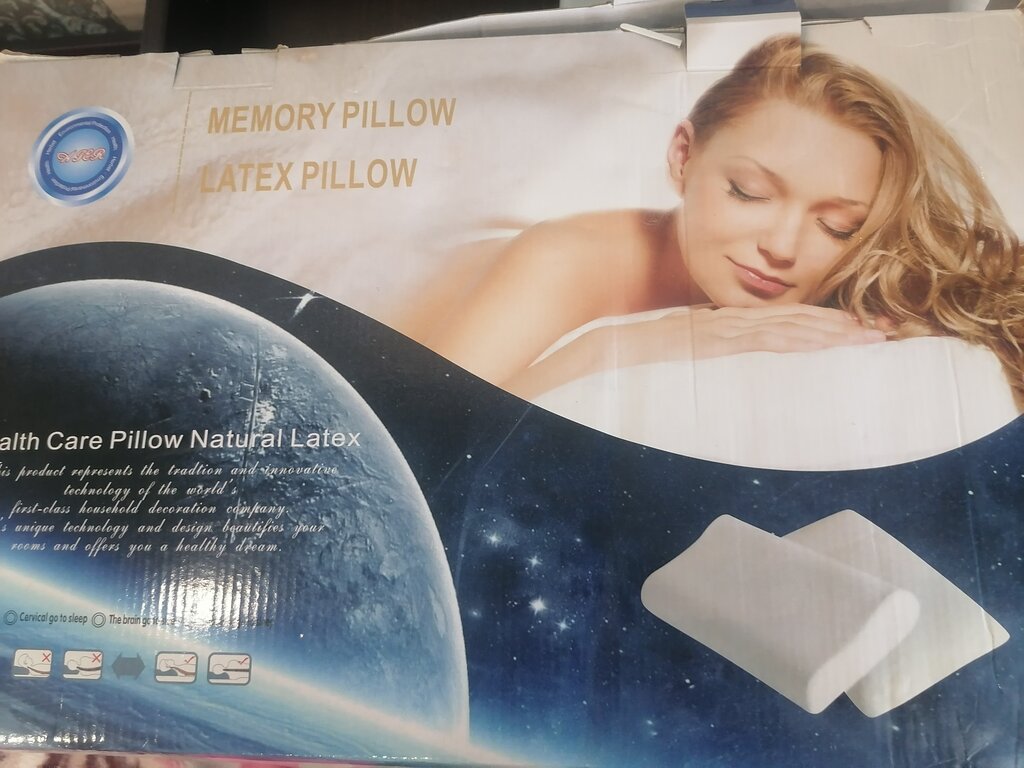 MEMORY PILLOW
LATEX PILLOW
alth Care Pillow Natural Latex
is product represents the tradtion and innovative
technology of the world's
first-class household decoration company.
s unique technology and design beautifies your
rooms and offers you a healthy dream.
Cervical go to sleep The brain go